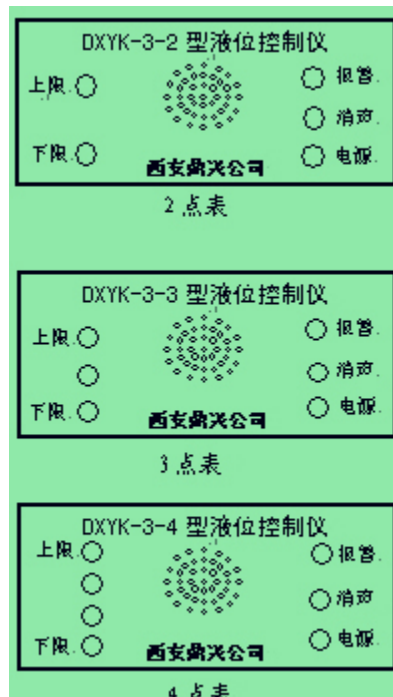 DXYK-3-2 型液位控制仪
上限. 报警.
消声.
下限. 电源.
西安鼎兴公司
2点表
DXYK-3-3 型液位控制仪
上限. 报警.
消声.
下限. 电源.
西安鼎兴公司
3点表
DXYK-3-4 型液位控制仪
上限. 报警.
消声.
下限. 电源.
西安鼎兴公司
4点表